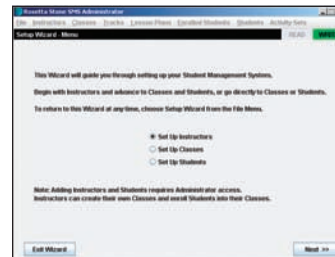 Rosetta Stone SMS Administrator
File Instructors Classes Tracks Lesson Plans Enrolled Students Students Activity Sets
Setup Wizard - Menu READ WRITE
This Wizard will guide you through setting up your Student Management System.
Begin with Instructors and advance to Classes and Students, or go directly to Classes or Students.
To return to this Wizard at any time, choose Setup Wizard from the File Menu.
Set Up Instructors
Set Up Classes
Set Up Students
Note: Adding Instructors and Students requires Administrator access.
Instructors can create their own Classes and enroll Students into their Classes.
Exit Wizard Next >>